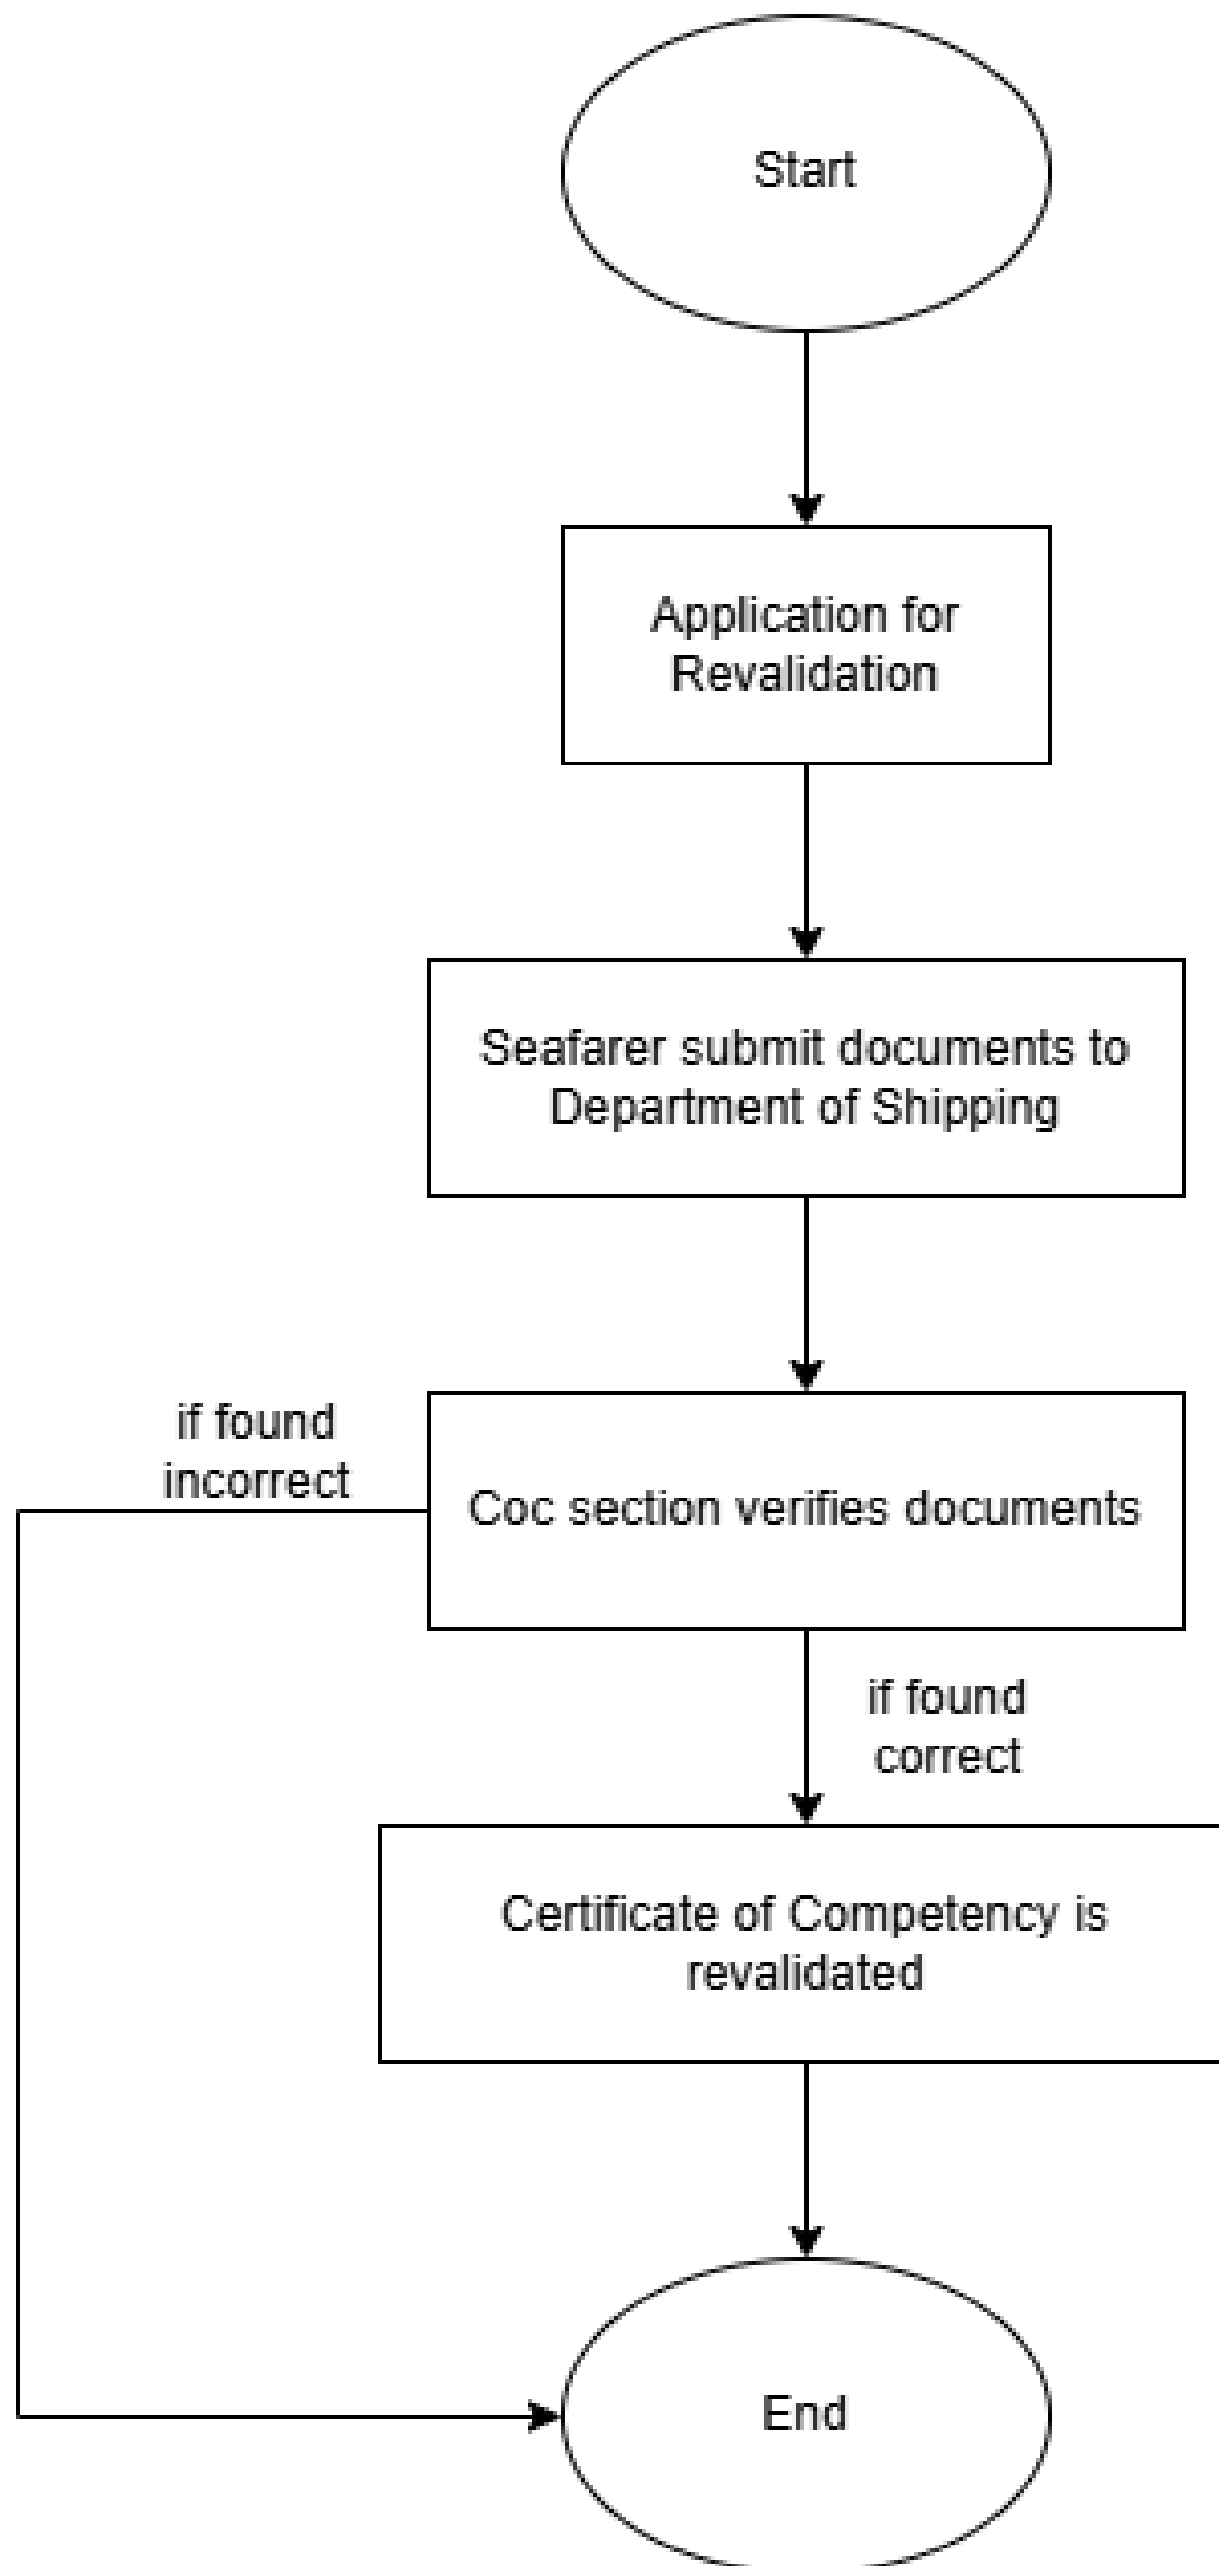 Start
Application for
Revalidation
Seafarer submit documents to
Department of Shipping
if found
incorrect
Coc section verifies documents
if found
correct
Certificate of Competency is
revalidated
End